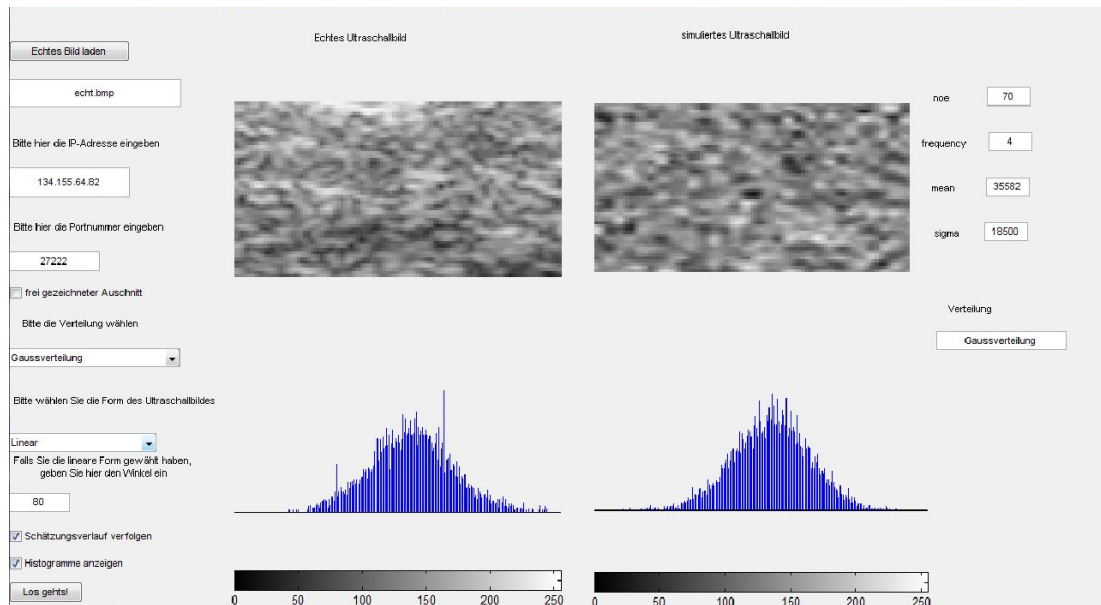 Echtes Bild laden
echt.bmp
Bitte hier die IP-Adresse eingeben
134.155.64.82
Bitte hier die Portnummer eingeben
27222
frei gezeichneter Auschnitt
Bitte die Verteilung wählen
Gaussverteilung
Bitte wählen Sie die Form des Ultraschallbildes
Linear
Falls Sie die lineare Form gewählt haben,
geben Sie hier den Winkel ein
80
Schätzungsverlauf verfolgen
Histogramme anzeigen
Los gehts!
Echtes Ultraschallbild
0 50 100 150 200 250
simuliertes Ultraschallbild
0 50 100 150 200 250
noe 70
frequency 4
mean 35582
sigma 18500
Verteilung
Gaussverteilung